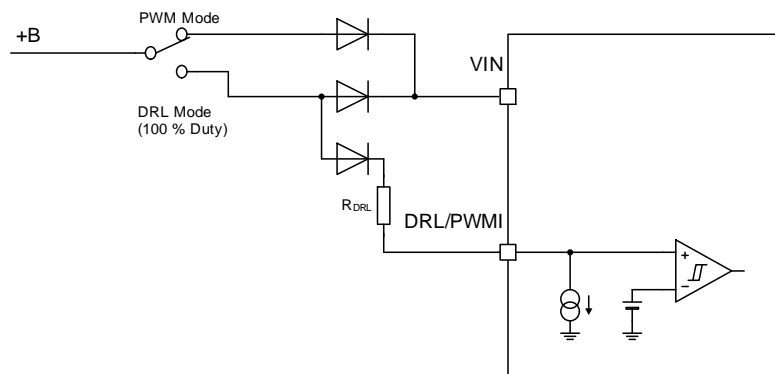 PWM Mode
+B
VIN
DRL Mode
(100 % Duty)
RDRL
DRL/PWMI
+
−